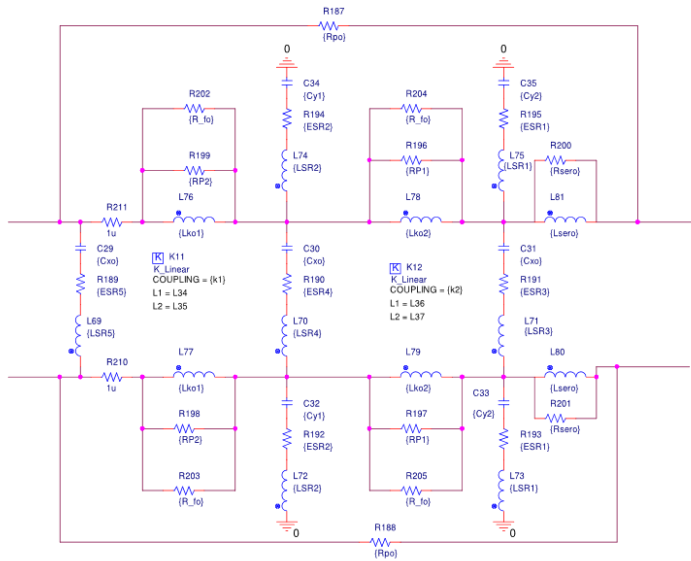 R187
{Rpo}
0
0
C34
{Cy1}
C35
{Cy2}
R202
{R_fo}
R204
{R_fo}
R194
{ESR2}
R195
{ESR1}
R199
{RP2}
L74
{LSR2}
R196
{RP1}
L75
{LSR1}
R200
{Rsero}
R211
1u
L76
{Lko1}
L78
{Lko2}
L81
{Lsero}
C29
{Cxo}
K K11
K_Linear
COUPLING = {k1}
L1 = L34
L2 = L35
C30
{Cxo}
K K12
K_Linear
COUPLING = {k2}
L1 = L36
L2 = L37
C31
{Cxo}
R189
{ESR5}
R190
{ESR4}
R191
{ESR3}
L69
{LSR5}
L70
{LSR4}
L71
{LSR3}
R210
1u
L77
{Lko1}
L79
{Lko2}
L80
{Lsero}
C32
{Cy1}
C33
{Cy2}
R201
{Rsero}
R198
{RP2}
R192
{ESR2}
R197
{RP1}
R193
{ESR1}
R203
{R_fo}
L72
{LSR2}
R205
{R_fo}
L73
{LSR1}
0
0
R188
{Rpo}